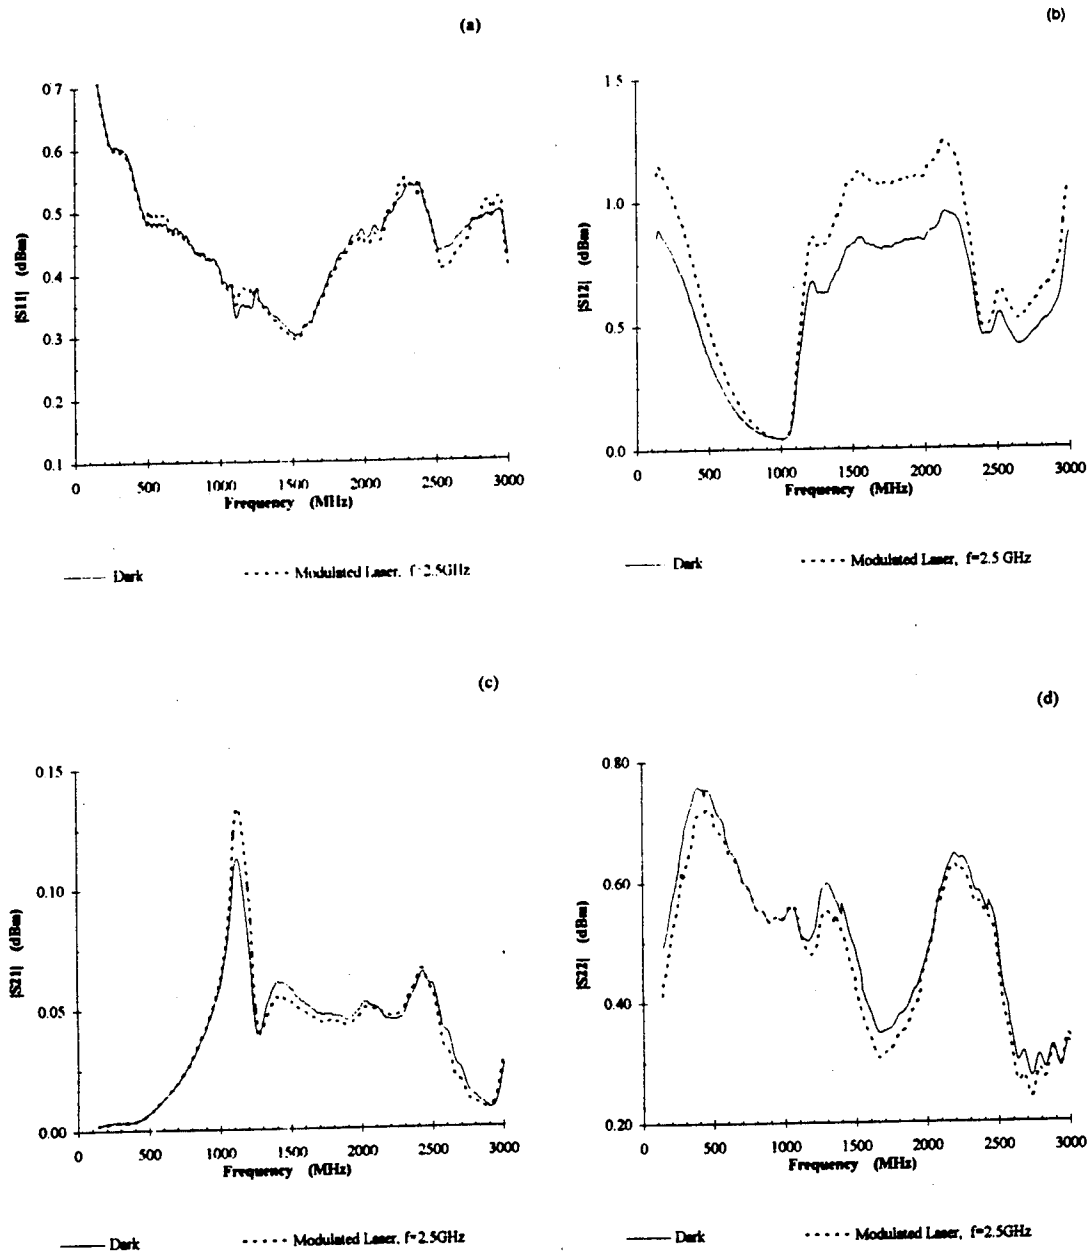 (a)
0.7
0.6
0.5
0.4
0.3
0.2
0.1
|S11| (dBm)
0 500 1000 1500 2000 2500 3000
Frequency (MHz)
Dark Modulated Laser, f=2.5GHz
(b)
1.5
1.0
0.5
0.0
|S12| (dBm)
0 500 1000 1500 2000 2500 3000
Frequency (MHz)
Dark Modulated Laser, f=2.5 GHz
(c)
0.15
0.10
0.05
0.00
|S21| (dBm)
0 500 1000 1500 2000 2500 3000
Frequency (MHz)
Dark Modulated Laser, f=2.5GHz
(d)
0.80
0.60
0.40
0.20
|S22| (dBm)
0 500 1000 1500 2000 2500 3000
Frequency (MHz)
Dark Modulated Laser, f=2.5GHz